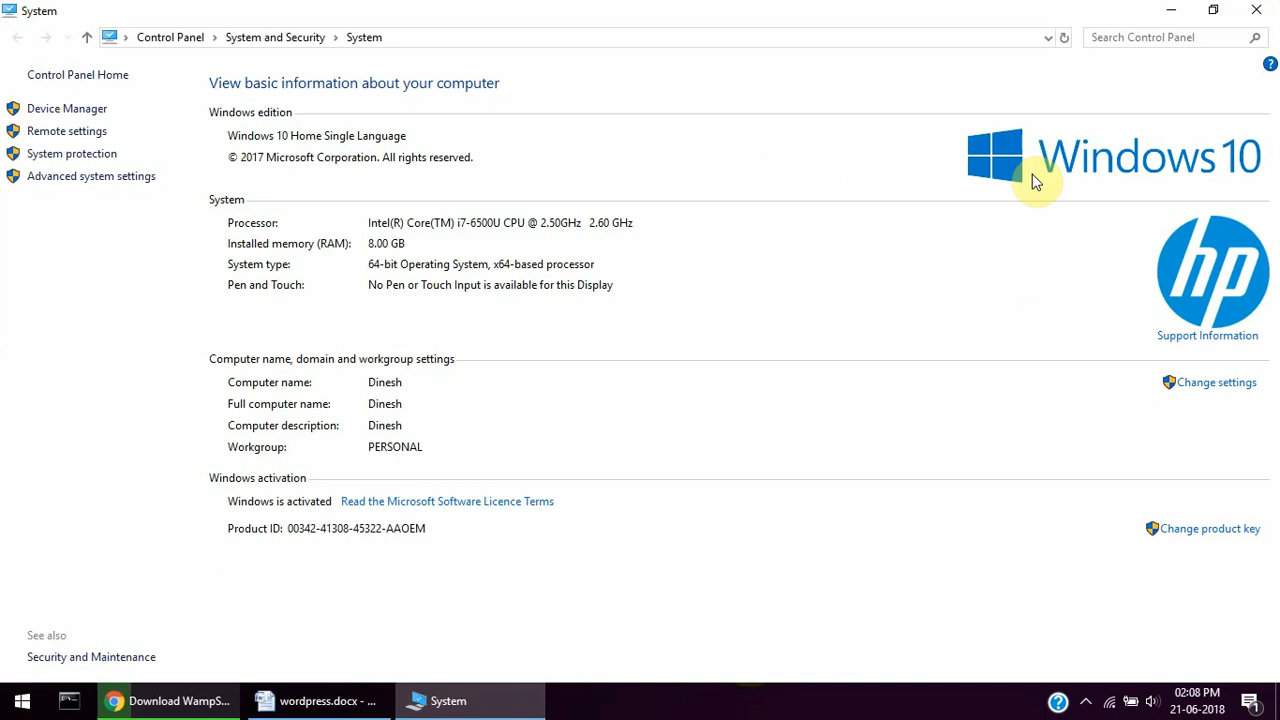 System
Control Panel > System and Security > System
Search Control Panel
Control Panel Home
Device Manager
Remote settings
System protection
Advanced system settings
View basic information about your computer
Windows edition
Windows 10 Home Single Language
© 2017 Microsoft Corporation. All rights reserved.
Windows 10
System
Processor: Intel(R) Core(TM) i7-6500U CPU @ 2.50GHz 2.60 GHz
Installed memory (RAM): 8.00 GB
System type: 64-bit Operating System, x64-based processor
Pen and Touch: No Pen or Touch Input is available for this Display
hp
Support Information
Computer name, domain and workgroup settings
Computer name: Dinesh
Change settings
Full computer name: Dinesh
Computer description: Dinesh
Workgroup: PERSONAL
Windows activation
Windows is activated Read the Microsoft Software Licence Terms
Product ID: 00342-41308-45322-AAOEM
Change product key
See also
Security and Maintenance
Download WampS...
wordpress.docx - ...
System
02:08 PM
21-06-2018
1